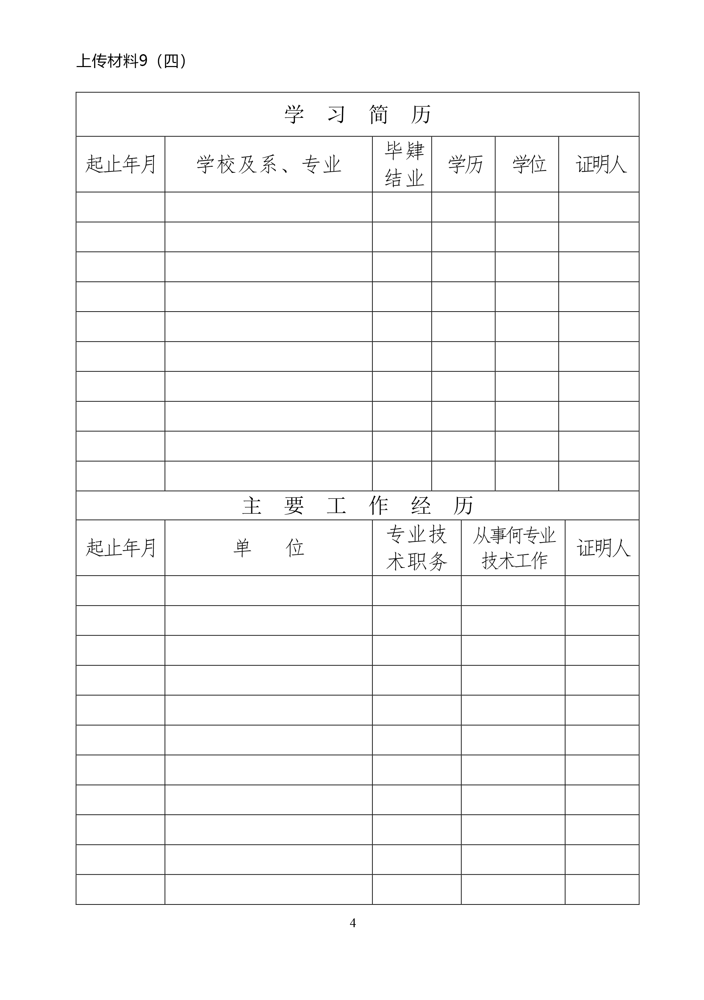 上传材料9（四）
学 习 简 历
起止年月 学校及系、专业 毕肄结业 学历 学位 证明人
主 要 工 作 经 历
起止年月 单 位 专业技术职务 从事何专业技术工作 证明人
4